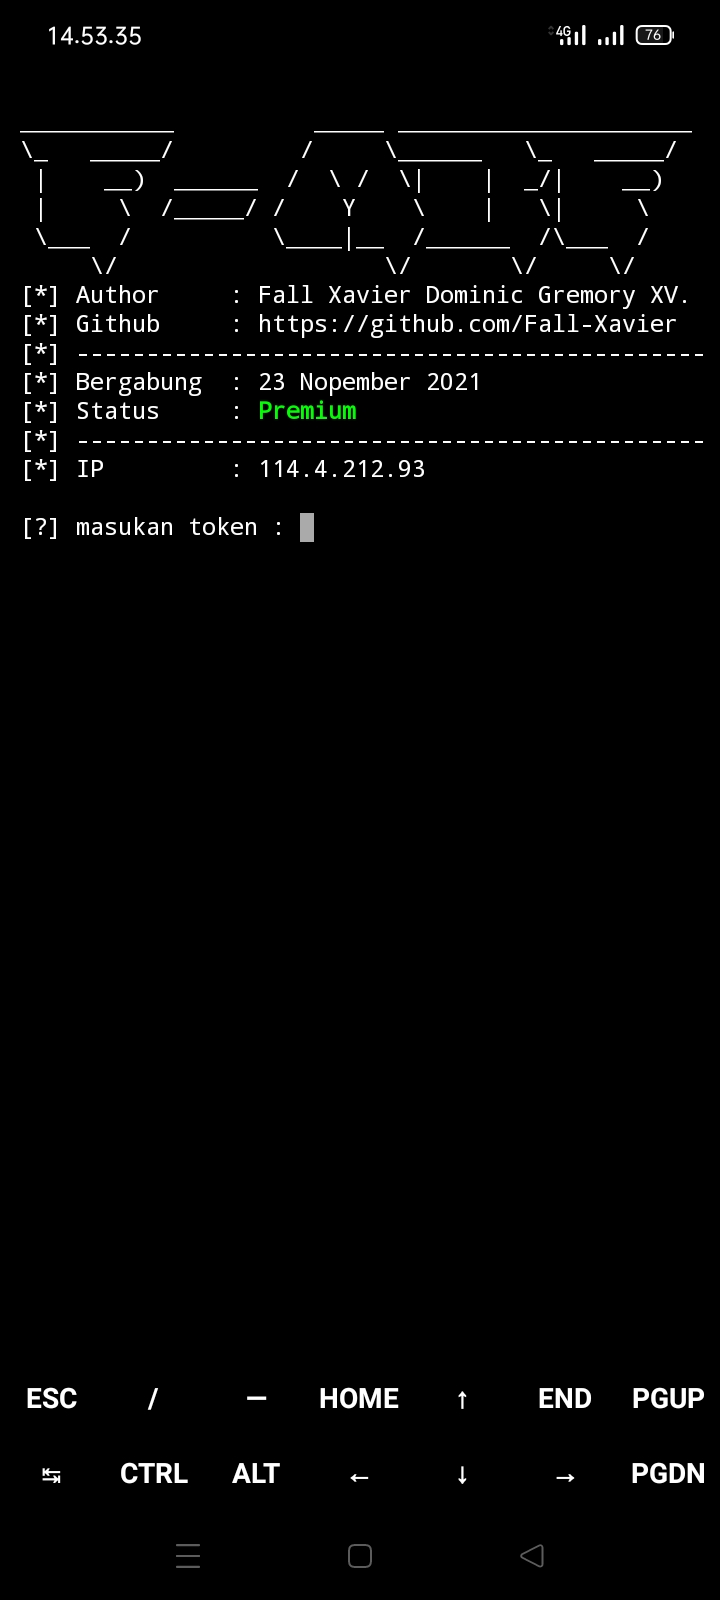 14.53.35 4G 76
[*] Author : Fall Xavier Dominic Gremory XV.
[*] Github : https://github.com/Fall-Xavier
[*] ---------------------------------------------
[*] Bergabung : 23 Nopember 2021
[*] Status : Premium
[*] ---------------------------------------------
[*] IP : 114.4.212.93
[?] masukan token :
ESC / — HOME ↑ END PGUP
↹ CTRL ALT ← ↓ → PGDN